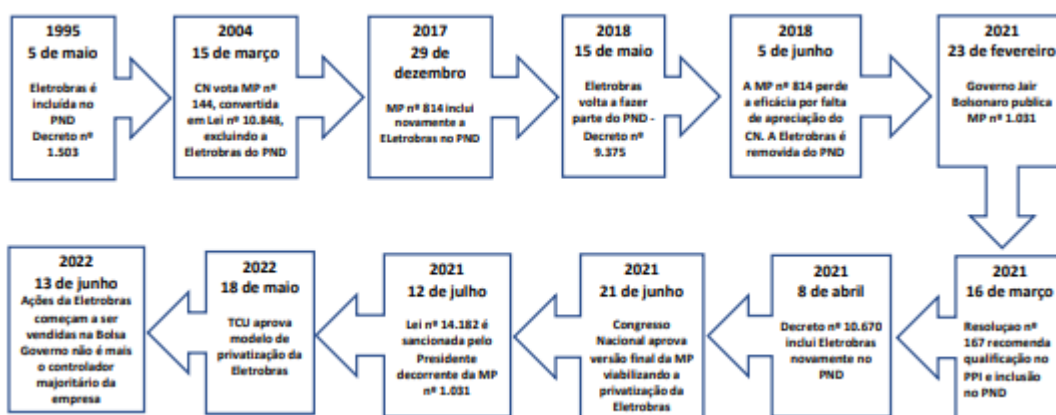 1995
5 de maio
Eletrobras é
incluída no
PND
Decreto nº
1.503
2004
15 de março
CN vota MP nº
144, convertida
em Lei nº 10.848,
excluindo a
Eletrobras do PND
2017
29 de
dezembro
MP nº 814 inclui
novamente a
ELetrobras no PND
2018
15 de maio
Eletrobras
volta a fazer
parte do PND -
Decreto nº
9.375
2018
5 de junho
A MP nº 814 perde
a eficácia por falta
de apreciação do
CN. A Eletrobras é
removida do PND
2021
23 de fevereiro
Governo Jair
Bolsonaro publica
MP nº 1.031
2021
16 de março
Resoluçao nº
167 recomenda
qualificação no
PPI e inclusão
no PND
2021
8 de abril
Decreto nº 10.670
inclui Eletrobras
novamente no
PND
2021
21 de junho
Congresso
Nacional aprova
versão final da MP
viabilizando a
privatização da
Eletrobras
2021
12 de julho
Lei nº 14.182 é
sancionada pelo
Presidente
decorrente da MP
nº 1.031
2022
18 de maio
TCU aprova
modelo de
privatização da
Eletrobras
2022
13 de junho
Ações da Eletrobras
começam a ser
vendidas na Bolsa
Governo não é mais
o controlador
majoritário da
empresa